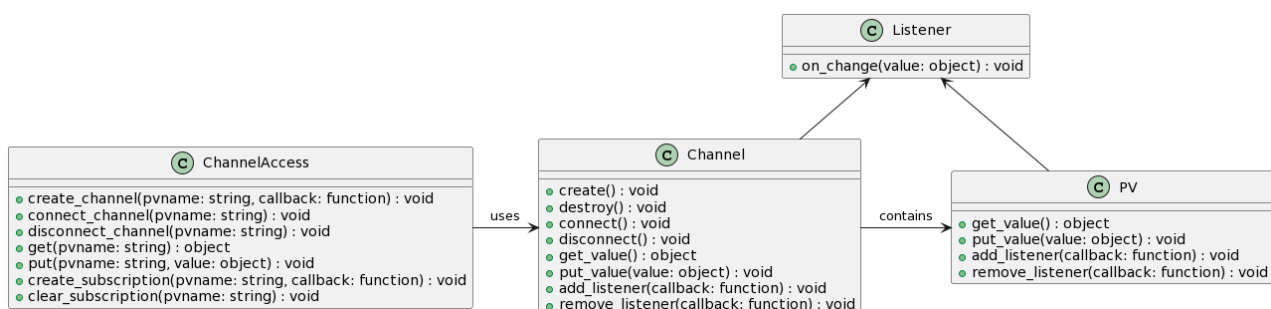 C Listener
on_change(value: object) : void
C ChannelAccess
create_channel(pvname: string, callback: function) : void
connect_channel(pvname: string) : void
disconnect_channel(pvname: string) : void
get(pvname: string) : object
put(pvname: string, value: object) : void
create_subscription(pvname: string, callback: function) : void
clear_subscription(pvname: string) : void
uses
C Channel
create() : void
destroy() : void
connect() : void
disconnect() : void
get_value() : object
put_value(value: object) : void
add_listener(callback: function) : void
remove_listener(callback: function) : void
contains
C PV
get_value() : object
put_value(value: object) : void
add_listener(callback: function) : void
remove_listener(callback: function) : void